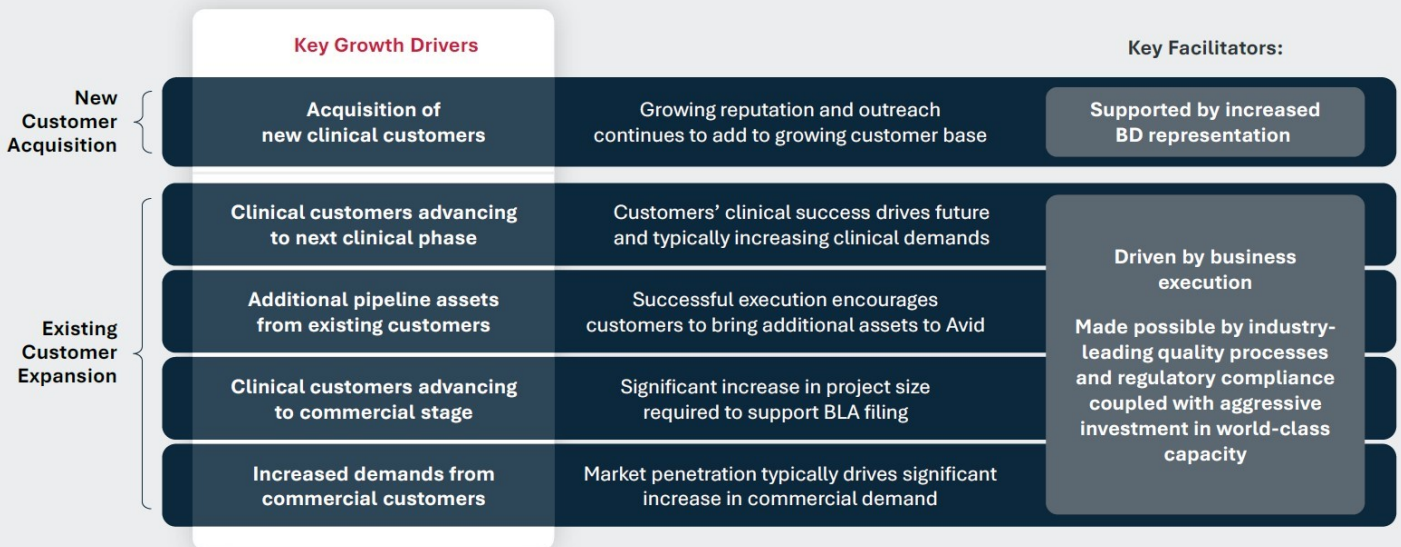 Key Growth Drivers
Key Facilitators:
New
Customer
Acquisition
Acquisition of
new clinical customers
Growing reputation and outreach
continues to add to growing customer base
Supported by increased
BD representation
Existing
Customer
Expansion
Clinical customers advancing
to next clinical phase
Customers’ clinical success drives future
and typically increasing clinical demands
Additional pipeline assets
from existing customers
Successful execution encourages
customers to bring additional assets to Avid
Clinical customers advancing
to commercial stage
Significant increase in project size
required to support BLA filing
Increased demands from
commercial customers
Market penetration typically drives significant
increase in commercial demand
Driven by business
execution
Made possible by industry-
leading quality processes
and regulatory compliance
coupled with aggressive
investment in world-class
capacity